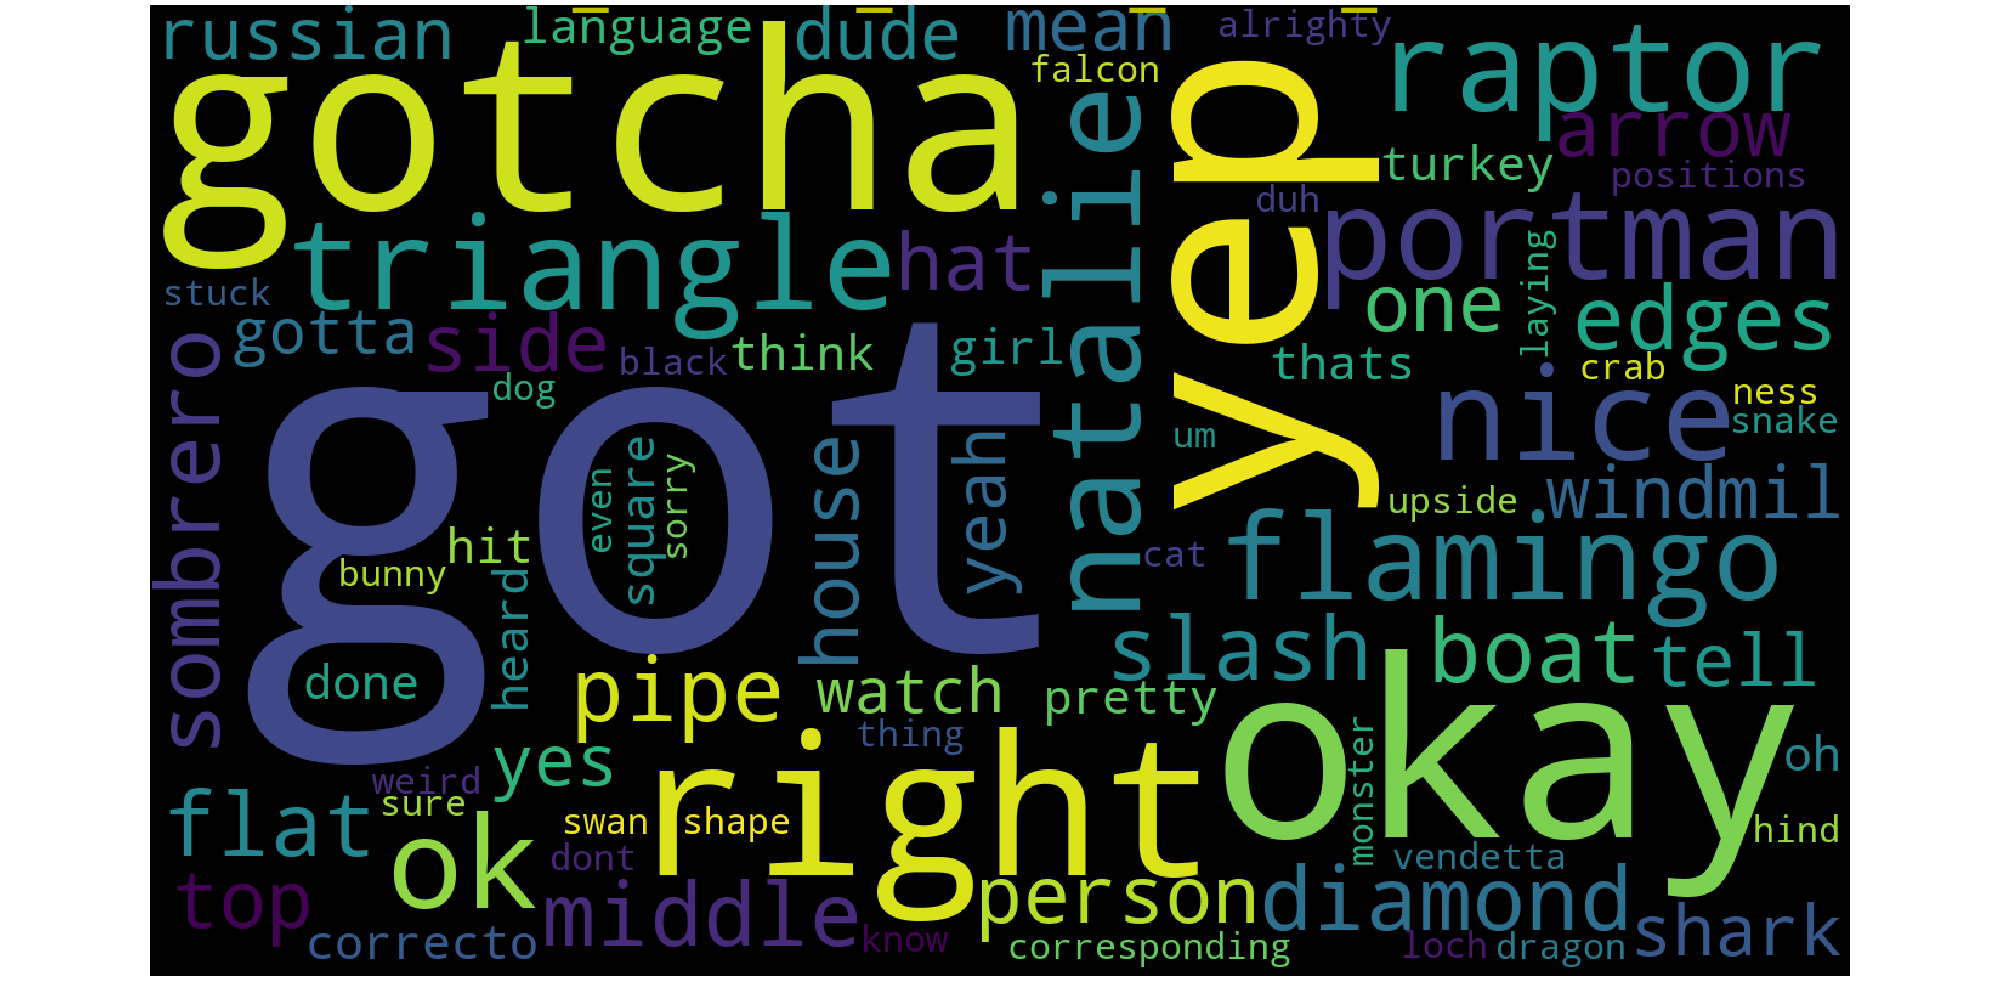 russian
language
dude
mean
alrighty
raptor
gotcha
falcon
yep
natalie
arrow
turkey
positions
duh
portman
triangle
hat
laying
stuck
one
edges
gotta
side
black
think
girl
thats
crab
sombrero
dog
got
nice
ness
snake
um
house
yeah
even
square
sorry
windmil
upside
hit
flamingo
cat
bunny
heard
slash
boat
tell
done
pipe
watch
pretty
okay
thing
monster
yes
right
oh
weird
sure
flat
ok
swan
shape
hind
dont
vendetta
top
middle
person
diamond
shark
correcto
know
corresponding
loch
dragon